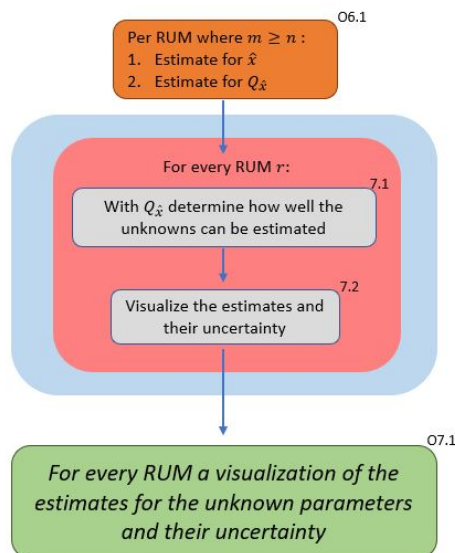 O6.1
Per RUM where m ≥ n :
1. Estimate for x̂
2. Estimate for Qx̂
For every RUM r:
7.1
With Qx̂ determine how well the
unknowns can be estimated
7.2
Visualize the estimates and
their uncertainty
O7.1
For every RUM a visualization of the
estimates for the unknown parameters
and their uncertainty